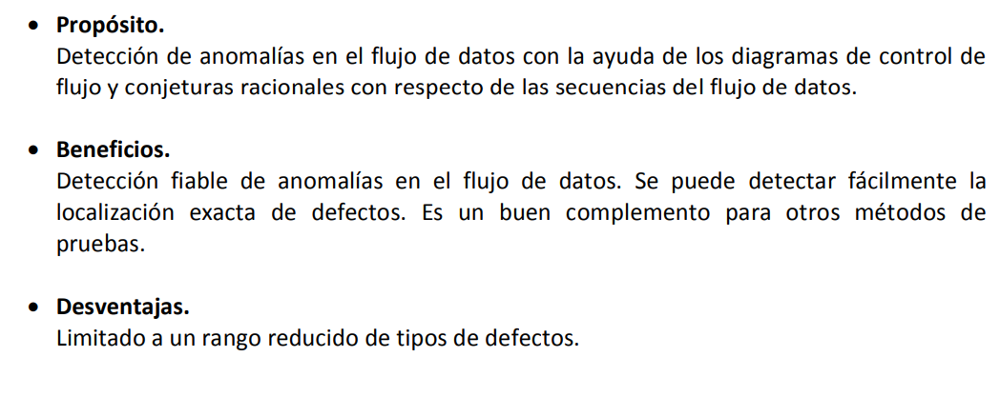 • Propósito.
Detección de anomalías en el flujo de datos con la ayuda de los diagramas de control de
flujo y conjeturas racionales con respecto de las secuencias del flujo de datos.
• Beneficios.
Detección fiable de anomalías en el flujo de datos. Se puede detectar fácilmente la
localización exacta de defectos. Es un buen complemento para otros métodos de
pruebas.
• Desventajas.
Limitado a un rango reducido de tipos de defectos.